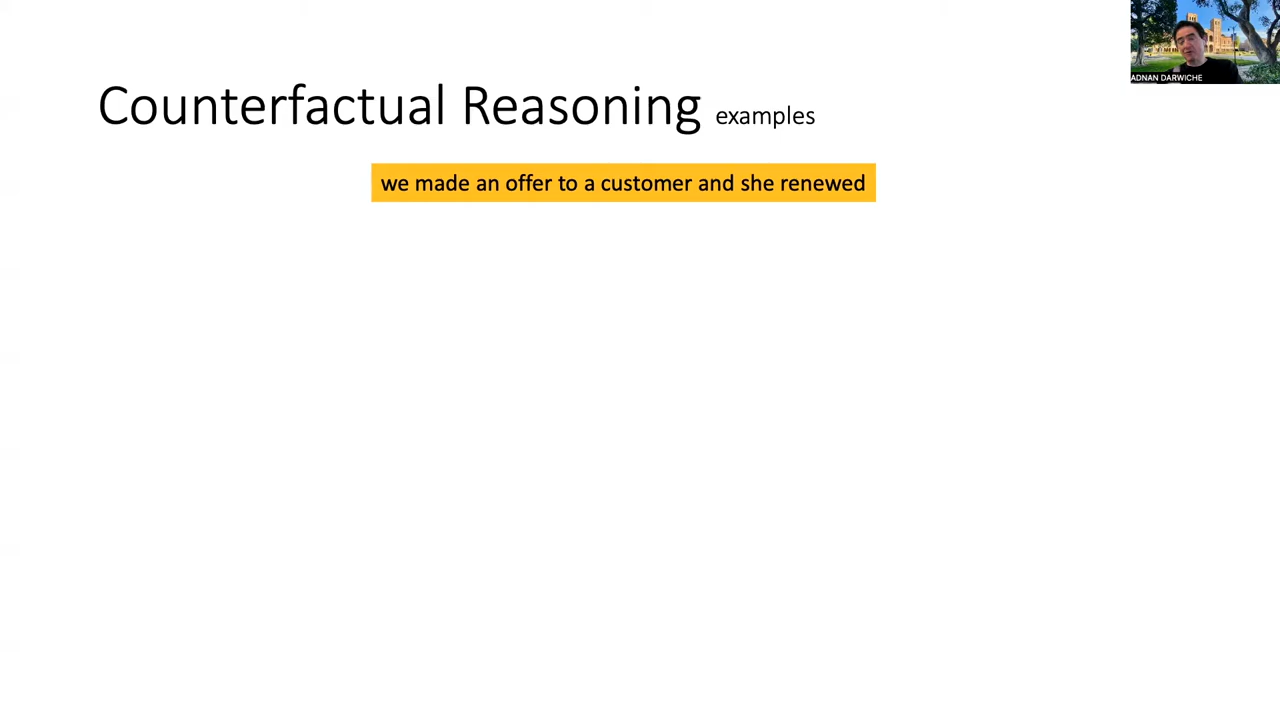 Counterfactual Reasoning examples
we made an offer to a customer and she renewed
ADNAN DARWICHE